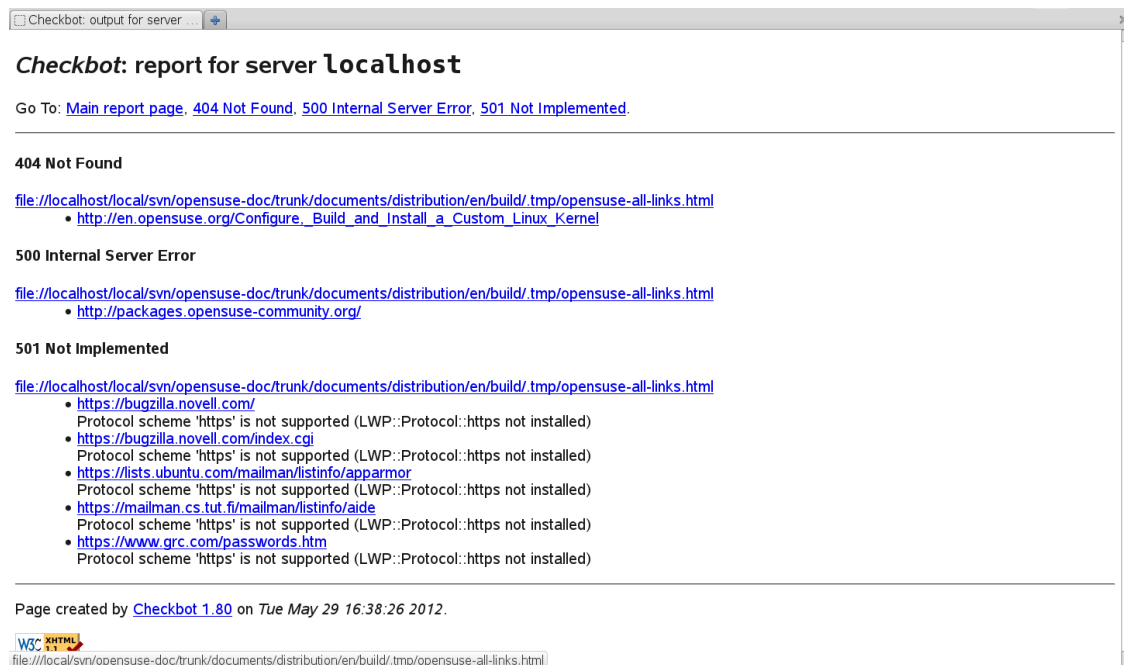 Checkbot: output for server ...
Checkbot: report for server localhost
Go To: Main report page, 404 Not Found, 500 Internal Server Error, 501 Not Implemented.
404 Not Found
file://localhost/local/svn/opensuse-doc/trunk/documents/distribution/en/build/.tmp/opensuse-all-links.html
• http://en.opensuse.org/Configure,_Build_and_Install_a_Custom_Linux_Kernel
500 Internal Server Error
file://localhost/local/svn/opensuse-doc/trunk/documents/distribution/en/build/.tmp/opensuse-all-links.html
• http://packages.opensuse-community.org/
501 Not Implemented
file://localhost/local/svn/opensuse-doc/trunk/documents/distribution/en/build/.tmp/opensuse-all-links.html
• https://bugzilla.novell.com/
Protocol scheme 'https' is not supported (LWP::Protocol::https not installed)
• https://bugzilla.novell.com/index.cgi
Protocol scheme 'https' is not supported (LWP::Protocol::https not installed)
• https://lists.ubuntu.com/mailman/listinfo/apparmor
Protocol scheme 'https' is not supported (LWP::Protocol::https not installed)
• https://mailman.cs.tut.fi/mailman/listinfo/aide
Protocol scheme 'https' is not supported (LWP::Protocol::https not installed)
• https://www.grc.com/passwords.htm
Protocol scheme 'https' is not supported (LWP::Protocol::https not installed)
Page created by Checkbot 1.80 on Tue May 29 16:38:26 2012.
W3C XHTML 1.1
file:///local/svn/opensuse-doc/trunk/documents/distribution/en/build/.tmp/opensuse-all-links.html